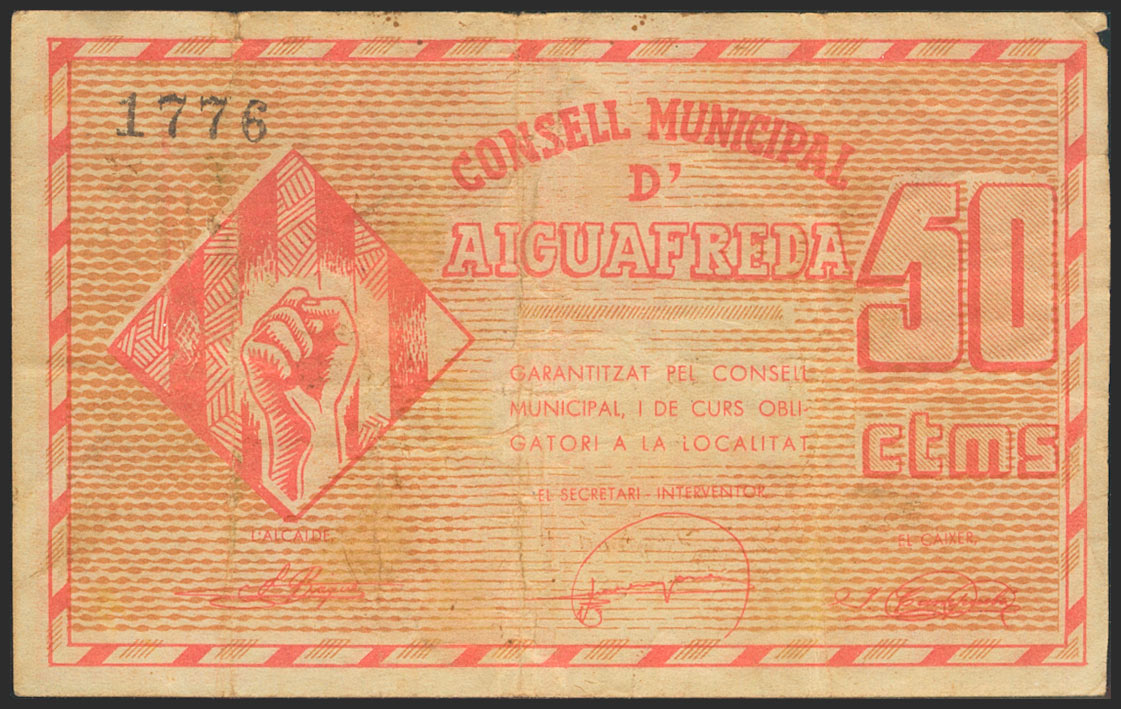 1776
CONSELL MUNICIPAL
D'
AIGUAFREDA
50
ctms
GARANTITZAT PEL CONSELL
MUNICIPAL, I DE CURS OBLI-
GATORI A LA LOCALITAT
EL SECRETARI - INTERVENTOR,
L'ALCALDE,
EL CAIXER,